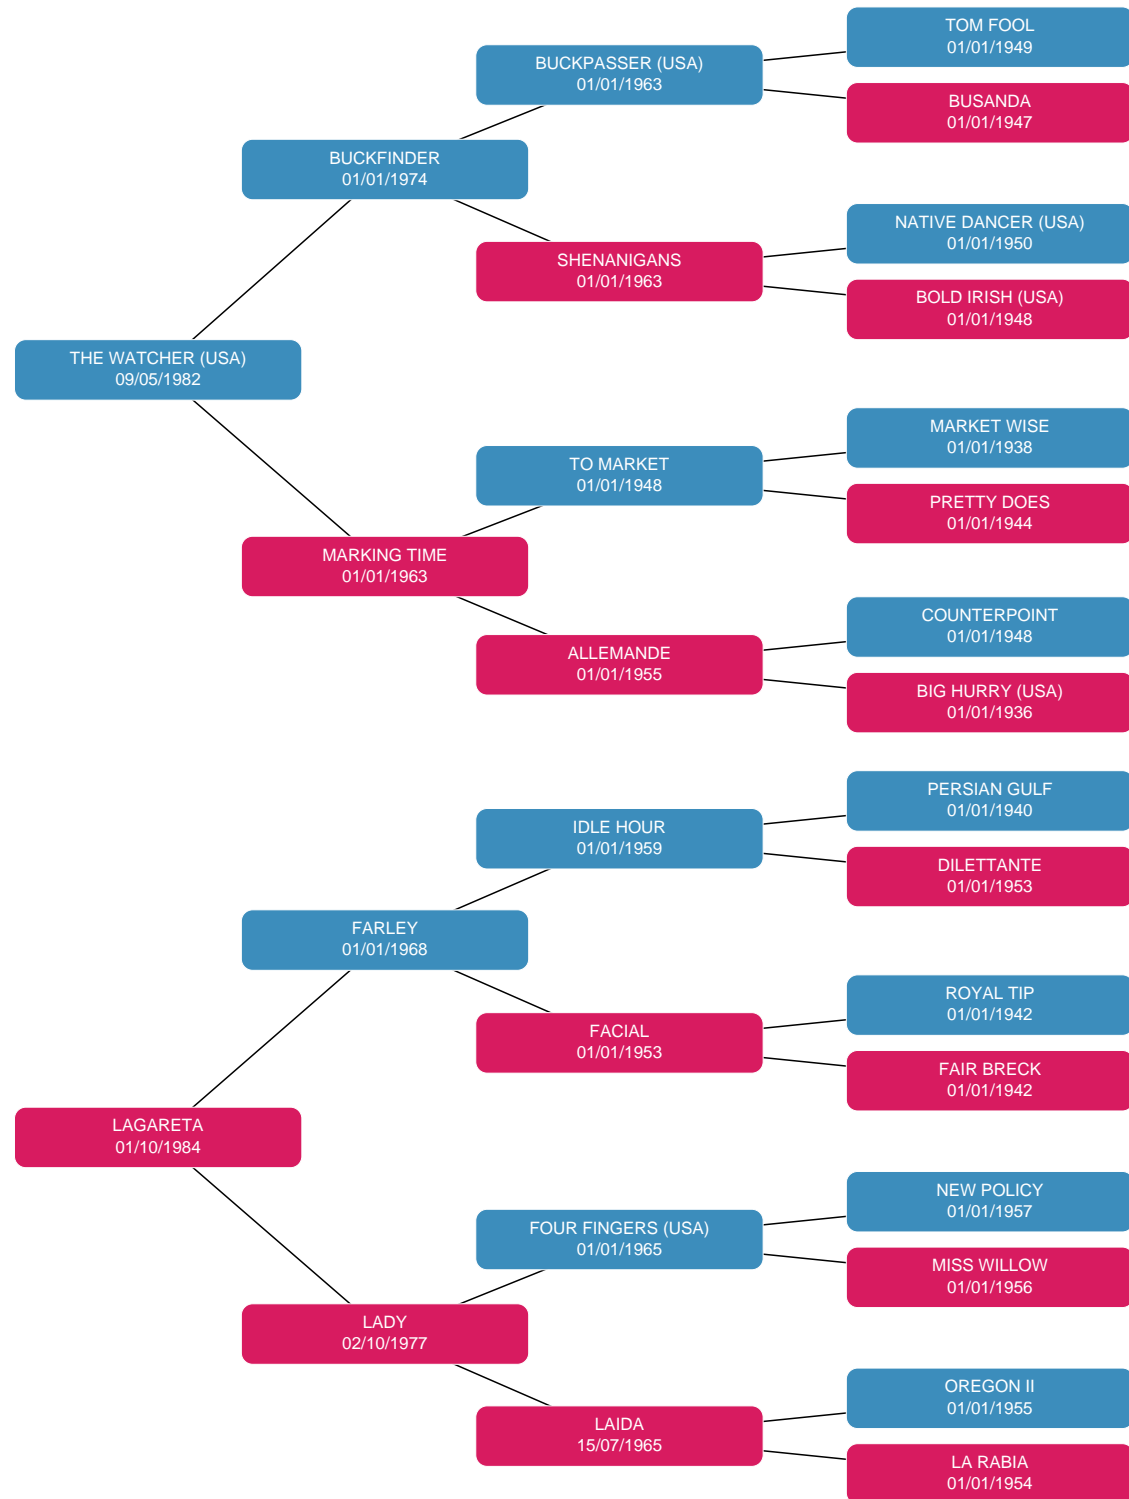 TOM FOOL
01/01/1949
BUCKPASSER (USA)
01/01/1963
BUSANDA
01/01/1947
BUCKFINDER
01/01/1974
NATIVE DANCER (USA)
01/01/1950
SHENANIGANS
01/01/1963
BOLD IRISH (USA)
01/01/1948
THE WATCHER (USA)
09/05/1982
MARKET WISE
01/01/1938
TO MARKET
01/01/1948
PRETTY DOES
01/01/1944
MARKING TIME
01/01/1963
COUNTERPOINT
01/01/1948
ALLEMANDE
01/01/1955
BIG HURRY (USA)
01/01/1936
PERSIAN GULF
01/01/1940
IDLE HOUR
01/01/1959
DILETTANTE
01/01/1953
FARLEY
01/01/1968
ROYAL TIP
01/01/1942
FACIAL
01/01/1953
FAIR BRECK
01/01/1942
LAGARETA
01/10/1984
NEW POLICY
01/01/1957
FOUR FINGERS (USA)
01/01/1965
MISS WILLOW
01/01/1956
LADY
02/10/1977
OREGON II
01/01/1955
LAIDA
15/07/1965
LA RABIA
01/01/1954